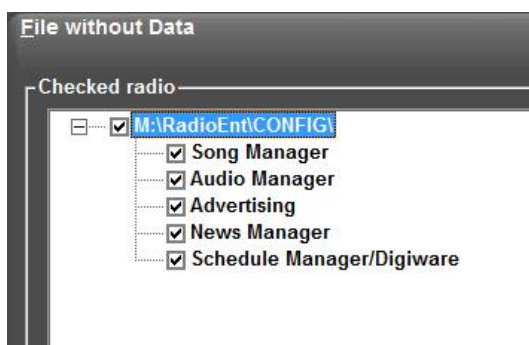 File without Data
Checked radio
M:\RadioEnt\CONFIG\
Song Manager
Audio Manager
Advertising
News Manager
Schedule Manager/Digiware